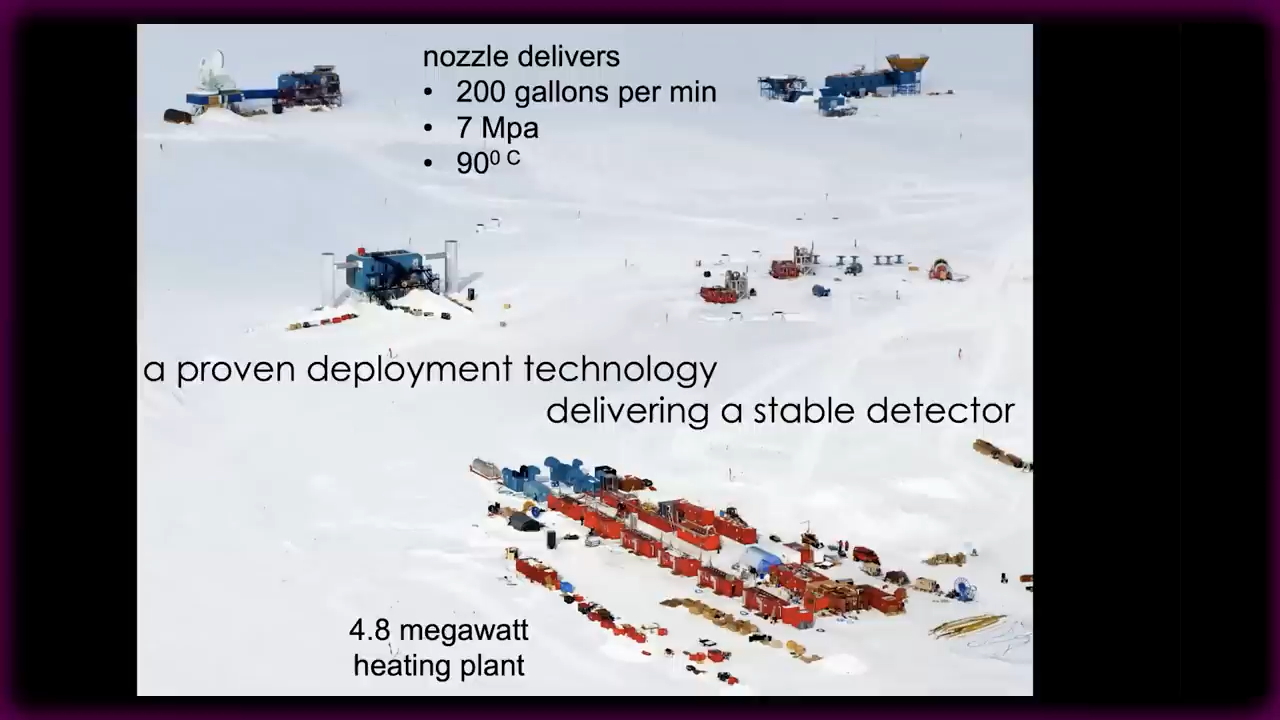 nozzle delivers
• 200 gallons per min
• 7 Mpa
• 90⁰ ᶜ
a proven deployment technology
delivering a stable detector
4.8 megawatt
heating plant